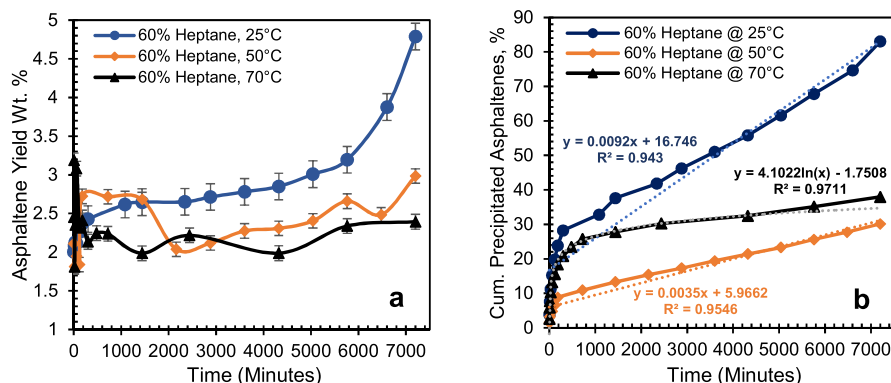 Asphaltene Yield Wt. %
5
4.5
4
3.5
3
2.5
2
1.5
1
60% Heptane, 25°C
60% Heptane, 50°C
60% Heptane, 70°C
a
0 1000 2000 3000 4000 5000 6000 7000
Time (Minutes)
Cum. Precipitated Asphaltenes, %
90
80
70
60
50
40
30
20
10
0
60% Heptane @ 25°C
60% Heptane @ 50°C
60% Heptane @ 70°C
y = 0.0092x + 16.746
R² = 0.943
y = 4.1022ln(x) - 1.7508
R² = 0.9711
y = 0.0035x + 5.9662
R² = 0.9546
b
0 1000 2000 3000 4000 5000 6000 7000
Time (Minutes)